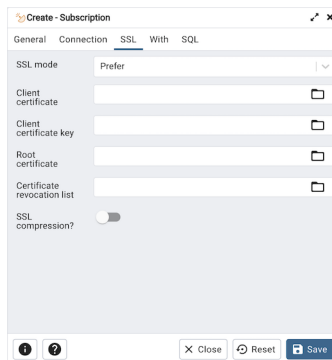 Create - Subscription
General Connection SSL With SQL
SSL mode
Prefer
Client
certificate
Client
certificate key
Root
certificate
Certificate
revocation list
SSL
compression?
Close Reset Save